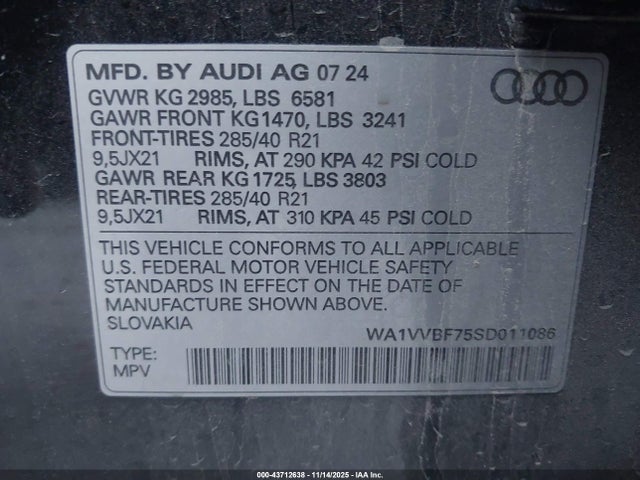 MFD. BY AUDI AG 07 24
GVWR KG 2985, LBS 6581
GAWR FRONT KG 1470, LBS 3241
FRONT-TIRES 285/40 R21
9,5JX21 RIMS, AT 290 KPA 42 PSI COLD
GAWR REAR KG 1725, LBS 3803
REAR-TIRES 285/40 R21
9,5JX21 RIMS, AT 310 KPA 45 PSI COLD
THIS VEHICLE CONFORMS TO ALL APPLICABLE
U.S. FEDERAL MOTOR VEHICLE SAFETY
STANDARDS IN EFFECT ON THE DATE OF
MANUFACTURE SHOWN ABOVE.
SLOVAKIA WA1VVBF75SD011086
TYPE:
MPV
000-43712638 - 11/14/2025 - IAA Inc.